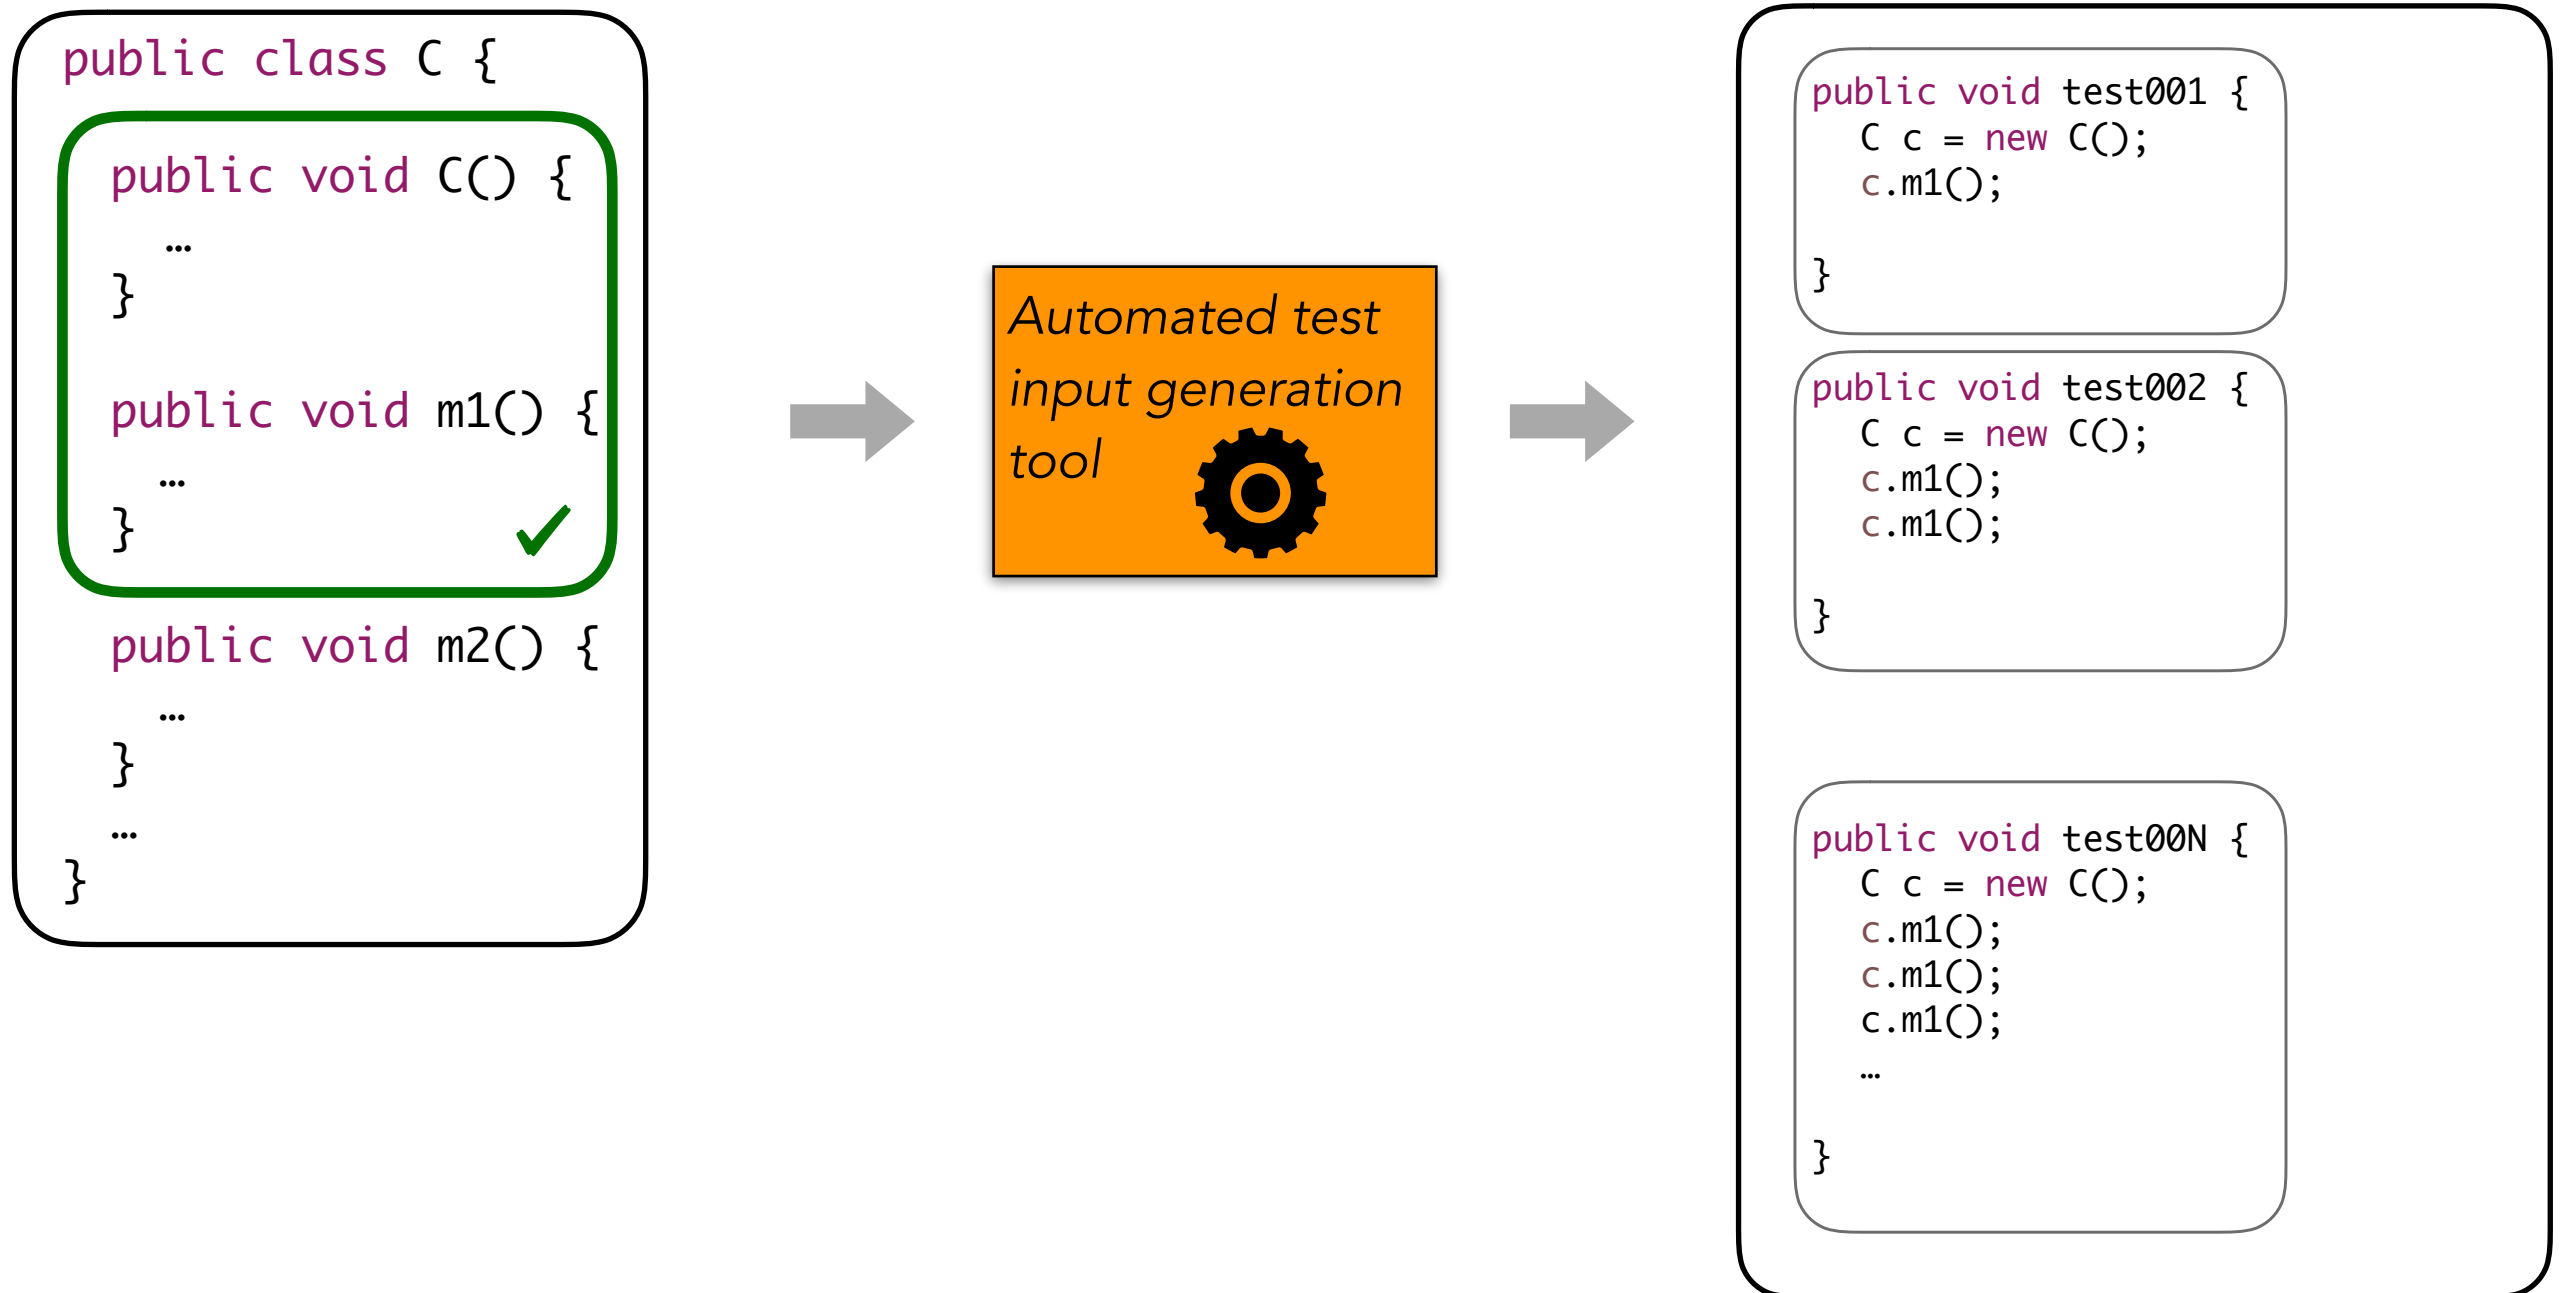 public class C {
public void C() {
…
}
public void m1() {
…
}
public void m2() {
…
}
…
}
Automated test
input generation
tool
public void test001 {
C c = new C();
c.m1();
}
public void test002 {
C c = new C();
c.m1();
c.m1();
}
public void test00N {
C c = new C();
c.m1();
c.m1();
c.m1();
…
}